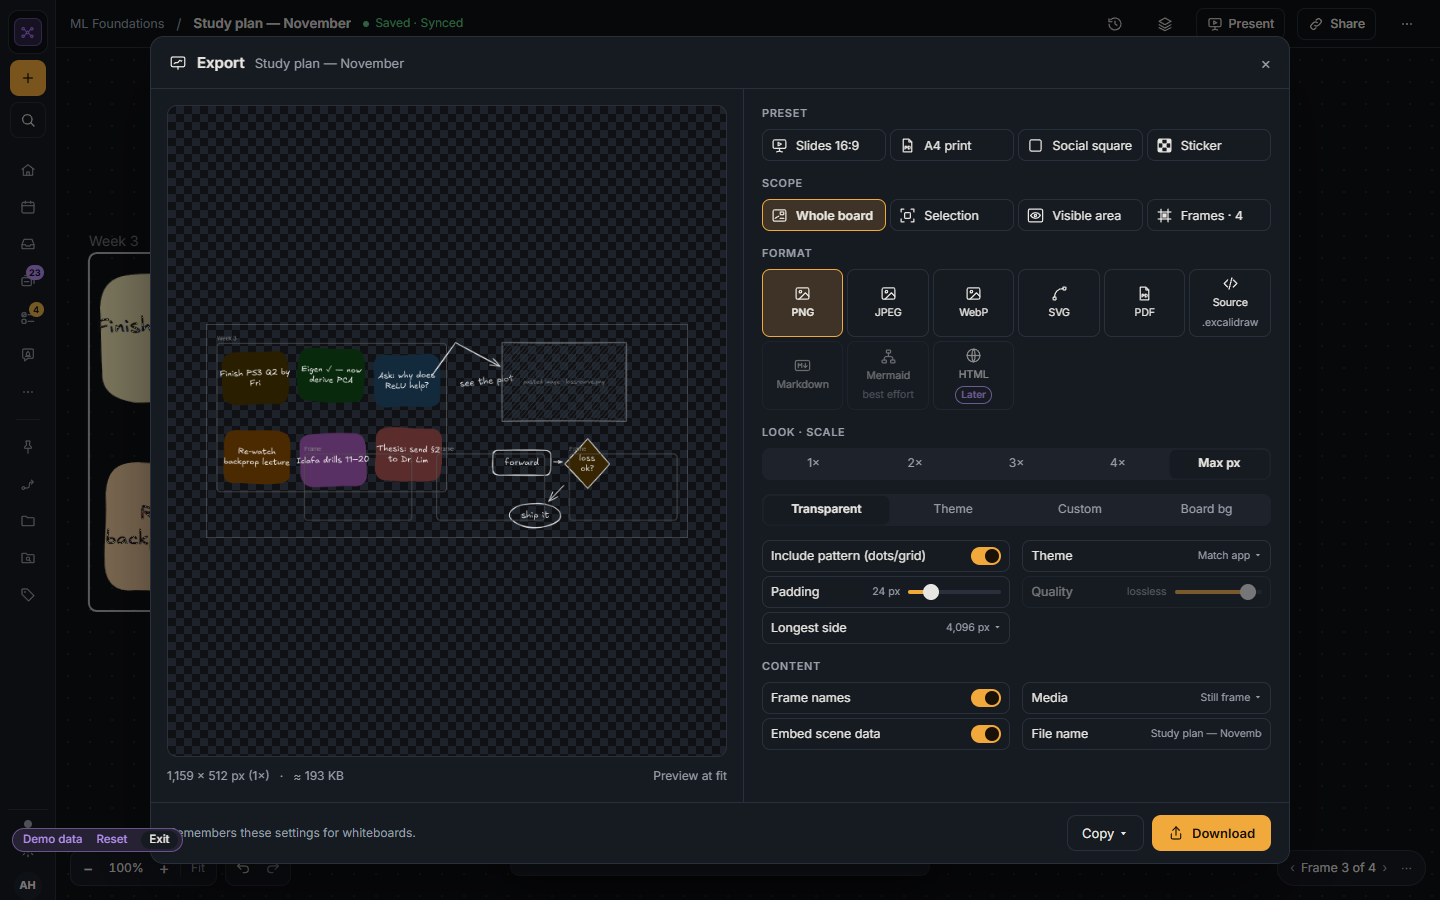 ML Foundations / Study plan — November • Saved · Synced
Present
Share
Export Study plan — November
PRESET
Slides 16:9
A4 print
Social square
Sticker
SCOPE
Whole board
Selection
Visible area
Frames · 4
FORMAT
PNG
JPEG
WebP
SVG
PDF
Source
.excalidraw
Markdown
Mermaid
best effort
HTML
Later
LOOK · SCALE
1×
2×
3×
4×
Max px
Transparent
Theme
Custom
Board bg
Include pattern (dots/grid)
Theme
Match app
Padding
24 px
Quality
lossless
Longest side
4,096 px
CONTENT
Frame names
Media
Still frame
Embed scene data
File name
Study plan — Novemb
Week 3
Finish PS3 Q2 by
Fri
Eigen ✓ — now
derive PCA
Ask: why does
ReLU help?
see the plot
Re-watch
backprop lecture
Frame
Idafa drills 11–20
Thesis: send §2
to Dr. Lim
forward
loss
ok?
ship it
1,159 × 512 px (1×) · ≈ 193 KB
Preview at fit
emembers these settings for whiteboards.
Copy
Download
Week 3
Finish
back
23
4
Demo data
Reset
Exit
AH
− 100% + Fit
‹ Frame 3 of 4 ›